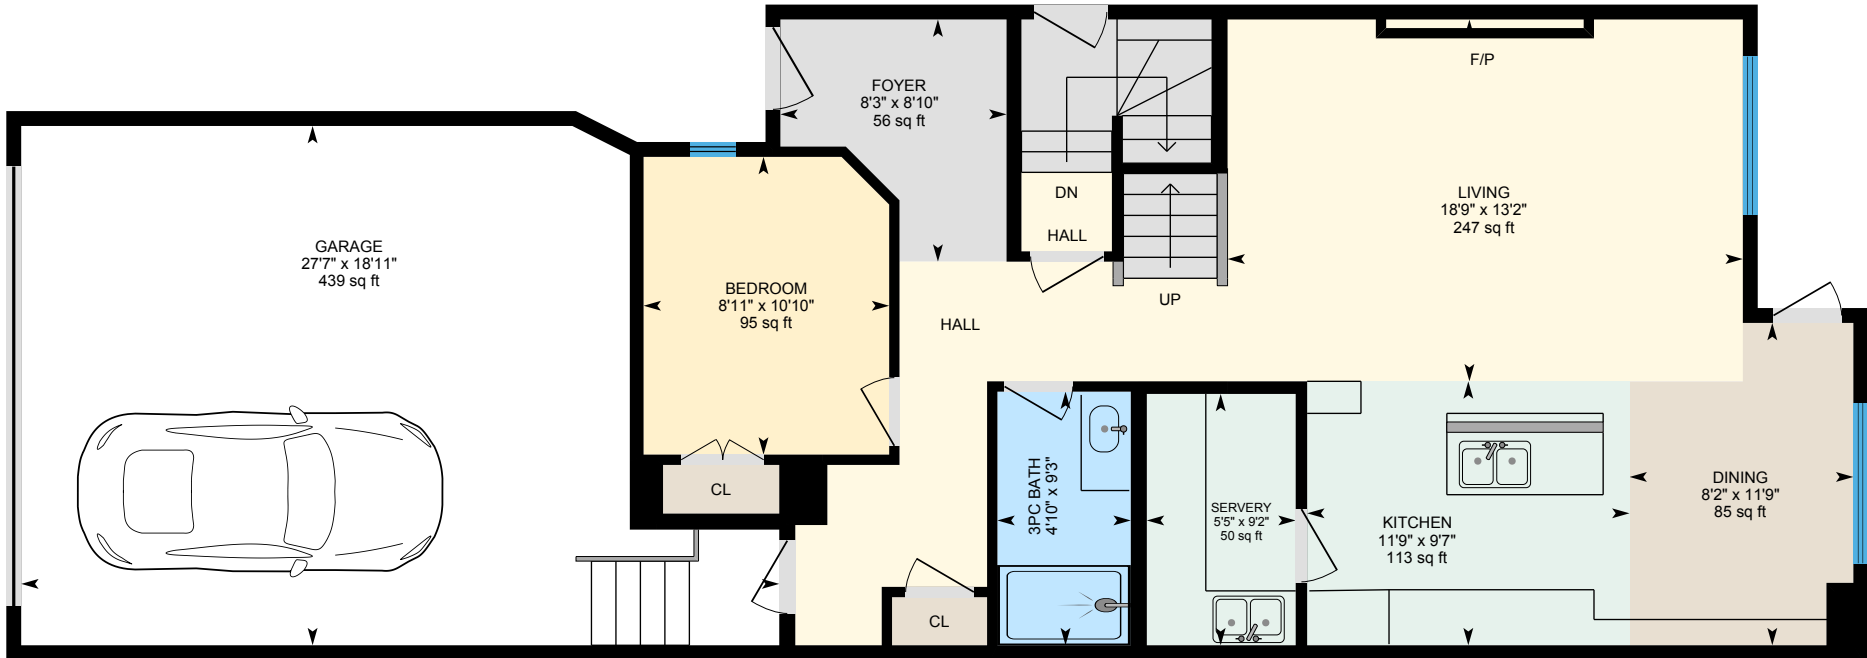 FOYER
8'3" x 8'10"
56 sq ft
F/P
DN
HALL
LIVING
18'9" x 13'2"
247 sq ft
GARAGE
27'7" x 18'11"
439 sq ft
BEDROOM
8'11" x 10'10"
95 sq ft
UP
HALL
CL
3PC BATH
4'10" x 9'3"
SERVERY
5'5" x 9'2"
50 sq ft
KITCHEN
11'9" x 9'7"
113 sq ft
DINING
8'2" x 11'9"
85 sq ft
CL